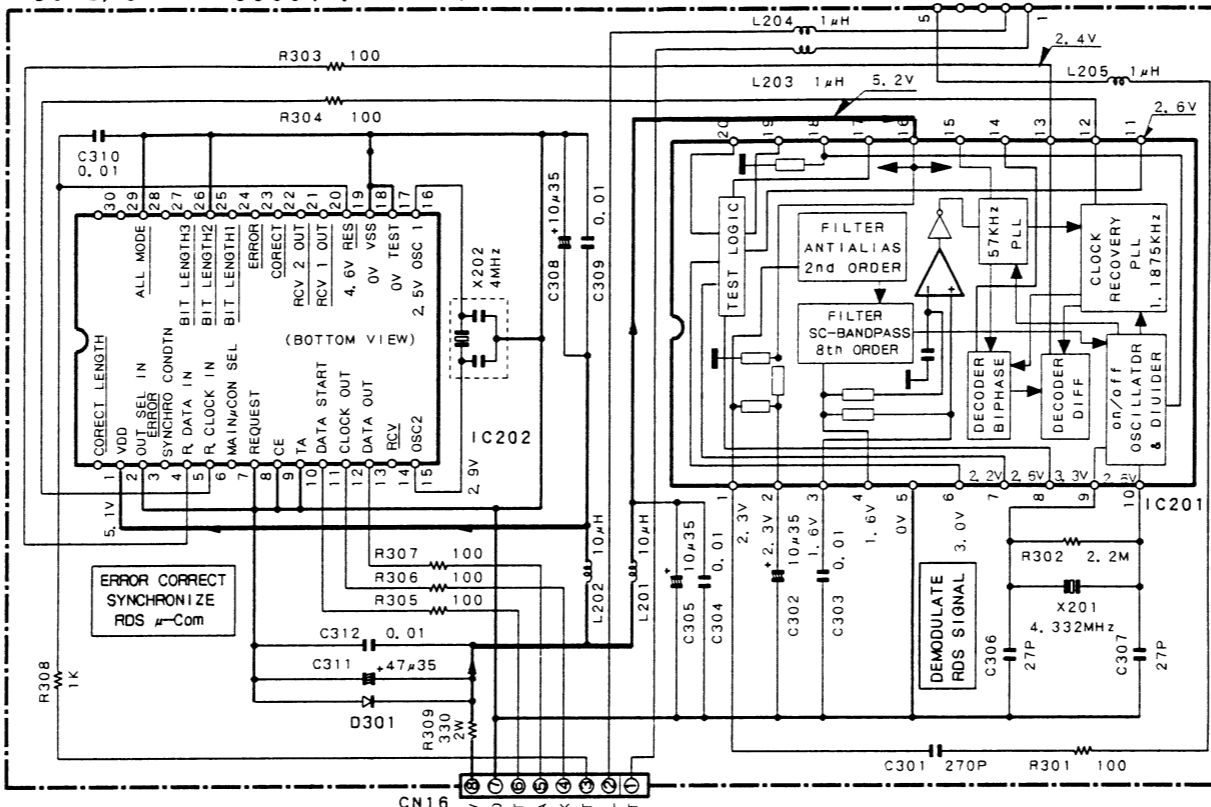 L204 1μH
5 1
R303 100
2.4V
L203 1μH
5.2V
L205 1μH
R304 100
2.6V
C310
0.01
20 19 18 17 16 15 14 13 12 11
30 29 28 27 26 25 24 23 22 21 20 19 18 17 16
ALL MODE
BIT LENGTH3
BIT LENGTH2
BIT LENGTH1
ERROR
CORECT
RCV 2 OUT
RCV 1 OUT
4.6V RES
0V VSS
0V TEST
2.5V OSC 1
X202
4MHz
+10μ35
C308
0.01
C309
(BOTTOM VIEW)
CORECT LENGTH
VDD
OUT SEL IN
ERROR
SYNCHRO CONDTN
R, DATA IN
R, CLOCK IN
MAINμCON SEL
REQUEST
CE
TA
DATA START
CLOCK OUT
DATA OUT
RCV
OSC2
IC202
1 2 3 4 5 6 7 8 9 10 11 12 13 14 15
5.1V
2.9V
TEST LOGIC
FILTER
ANTIALIAS
2nd ORDER
FILTER
SC-BANDPASS
8th ORDER
- +
57KHz
PLL
CLOCK
RECOVERY
PLL
1.1875KHz
DECODER
BIPHASE
DECODER
DIFF
on/off
OSCILLATDR
& DIUIDER
1 2 3 4 5 6 7 8 9 10
2.3V
2.3V
1.6V
1.6V
0V
3.0V
2.2V
2.6V
3.3V
2.6V
IC201
R307 100
R306 100
R305 100
ERROR CORRECT
SYNCHRONIZE
RDS μ-Com
L202 10μH
L201 10μH
+10μ35
C305
0.01
C304
+
10μ35
C302
0.01
C303
R302 2.2M
X201
4.332MHz
C306
27P
C307
27P
DEMODULATE
RDS SIGNAL
C312 0.01
C311 +47μ35
D301
R308
1K
R309
330
2W
C301 270P R301 100
CN16
8 7 6 5 4 3 2 1